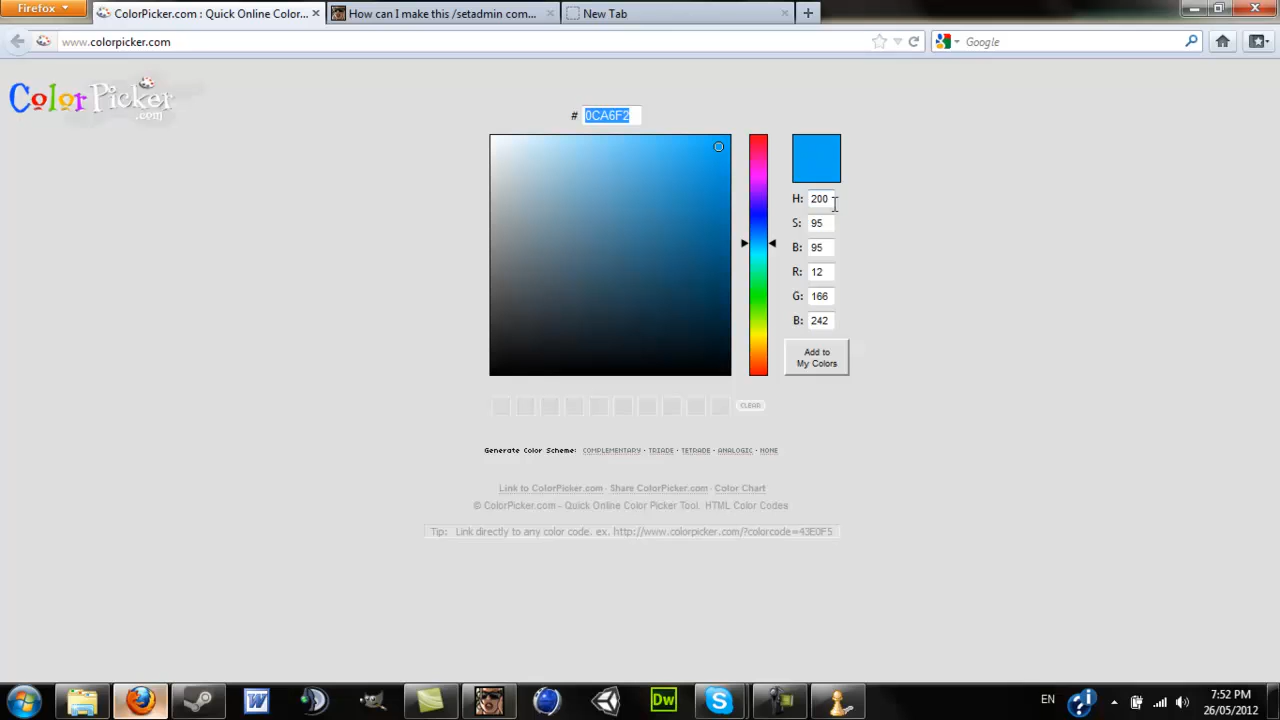 Firefox
ColorPicker.com : Quick Online Color...
How can I make this /setadmin com...
New Tab
www.colorpicker.com
Google
ColorPicker
.com
# 0CA6F2
H: 200
S: 95
B: 95
R: 12
G: 166
B: 242
Add to
My Colors
CLEAR
Generate Color Scheme: COMPLEMENTARY · TRIADE · TETRADE · ANALOGIC · NONE
Link to ColorPicker.com · Share ColorPicker.com · Color Chart
© ColorPicker.com - Quick Online Color Picker Tool. HTML Color Codes
Tip: Link directly to any color code. ex. http://www.colorpicker.com/?colorcode=43E0F5
W
Dw
S
EN
7:52 PM
26/05/2012